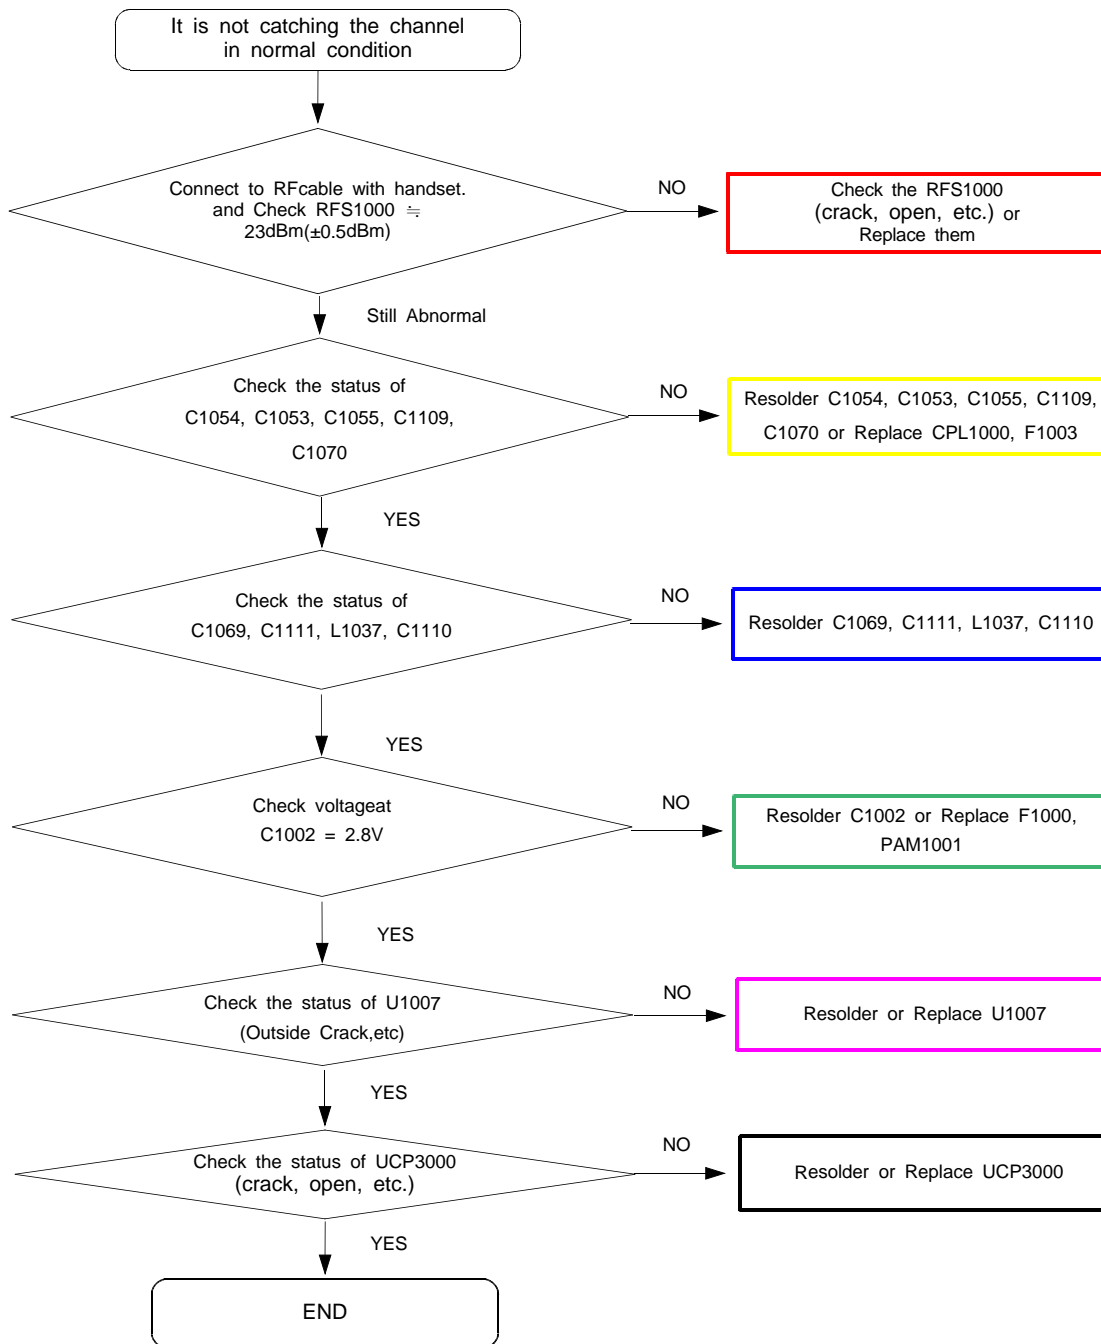 It is not catching the channel
in normal condition
Connect to RFcable with handset.
and Check RFS1000 ≒
23dBm(±0.5dBm)
NO
Check the RFS1000
(crack, open, etc.) or
Replace them
Still Abnormal
Check the status of
C1054, C1053, C1055, C1109,
C1070
NO
Resolder C1054, C1053, C1055, C1109,
C1070 or Replace CPL1000, F1003
YES
Check the status of
C1069, C1111, L1037, C1110
NO
Resolder C1069, C1111, L1037, C1110
YES
Check voltageat
C1002 = 2.8V
NO
Resolder C1002 or Replace F1000,
PAM1001
YES
Check the status of U1007
(Outside Crack,etc)
NO
Resolder or Replace U1007
YES
Check the status of UCP3000
(crack, open, etc.)
NO
Resolder or Replace UCP3000
YES
END